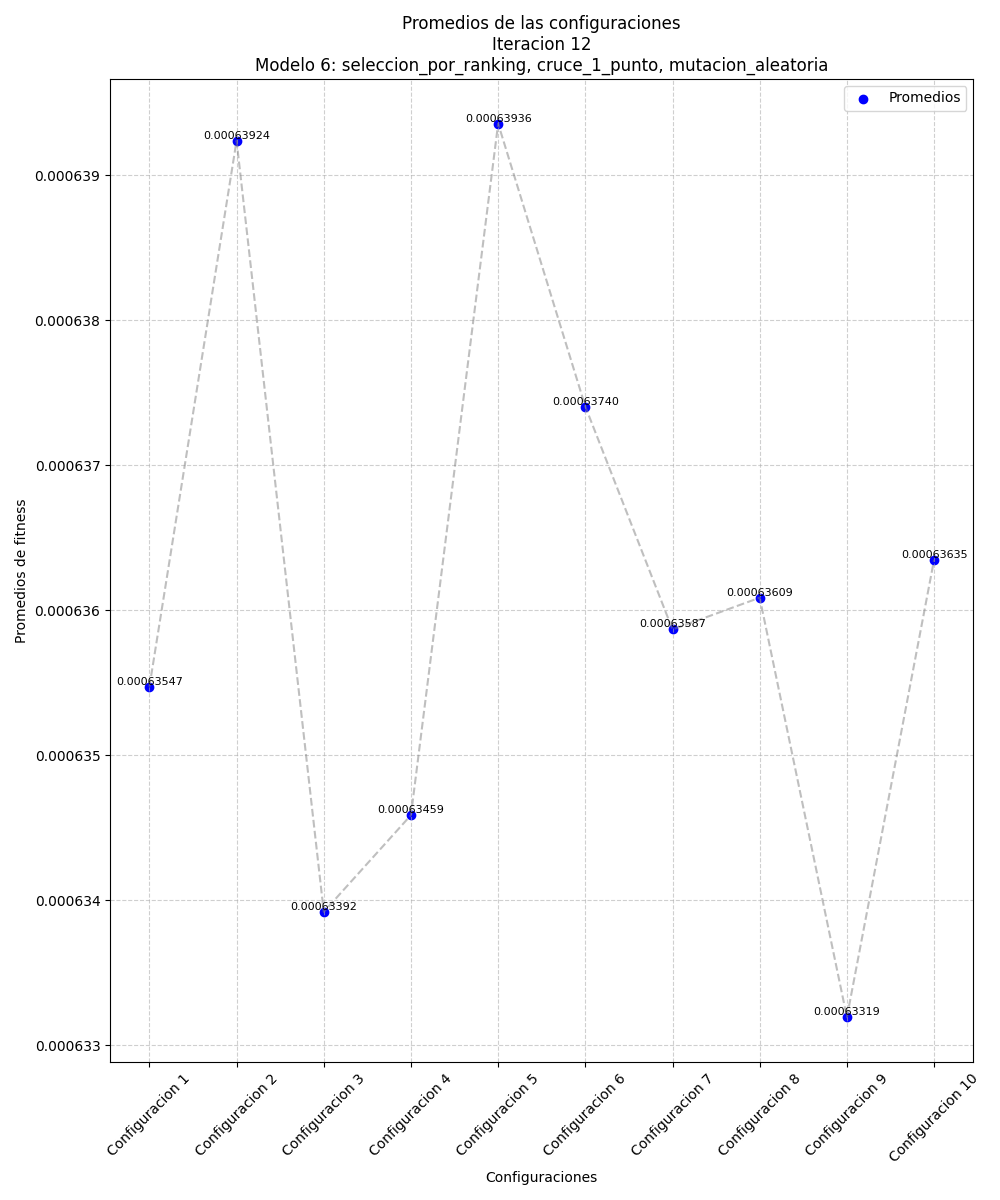 Promedios de las configuraciones
Iteracion 12
Modelo 6: seleccion_por_ranking, cruce_1_punto, mutacion_aleatoria
Promedios
0.00063936
0.00063924
0.000639
0.000638
0.00063740
0.000637
0.00063635
0.00063609
0.00063587
0.000636
0.00063547
0.000635
0.00063459
0.00063392
0.000634
0.00063319
0.000633
Promedios de fitness
Configuracion 1
Configuracion 2
Configuracion 3
Configuracion 4
Configuracion 5
Configuracion 6
Configuracion 7
Configuracion 8
Configuracion 9
Configuracion 10
Configuraciones